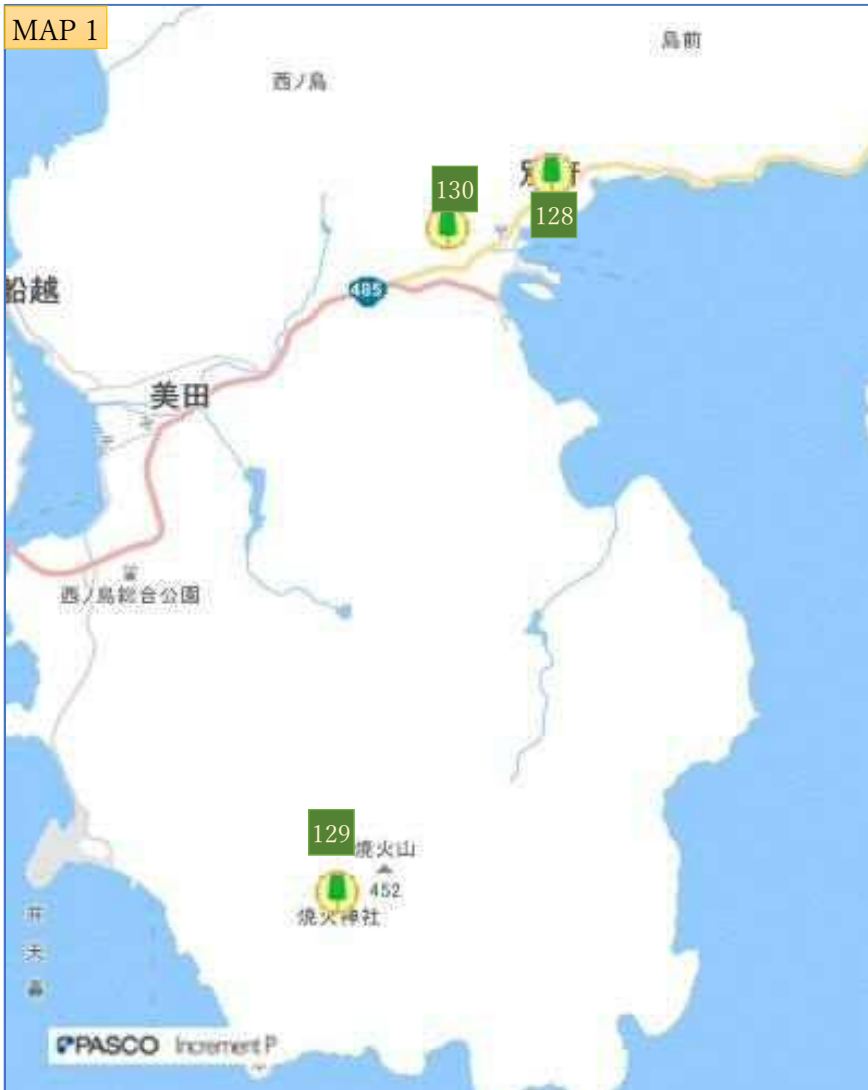 MAP 1
島前
西ノ島
130
128
485
船越
美田
西ノ島総合公園
129
焼火山
452
焼火神社
PASCO Increment P